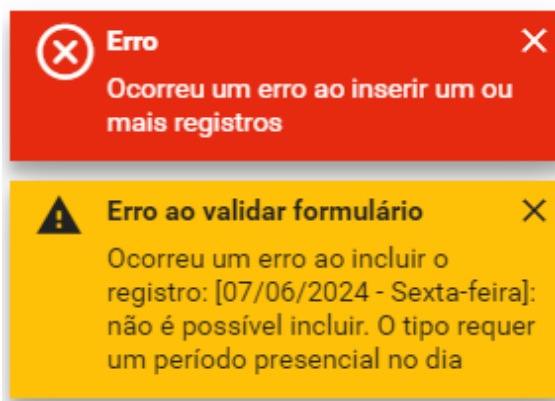 Erro
Ocorreu um erro ao inserir um ou
mais registros
Erro ao validar formulário
Ocorreu um erro ao incluir o
registro: [07/06/2024 - Sexta-feira]:
não é possível incluir. O tipo requer
um período presencial no dia